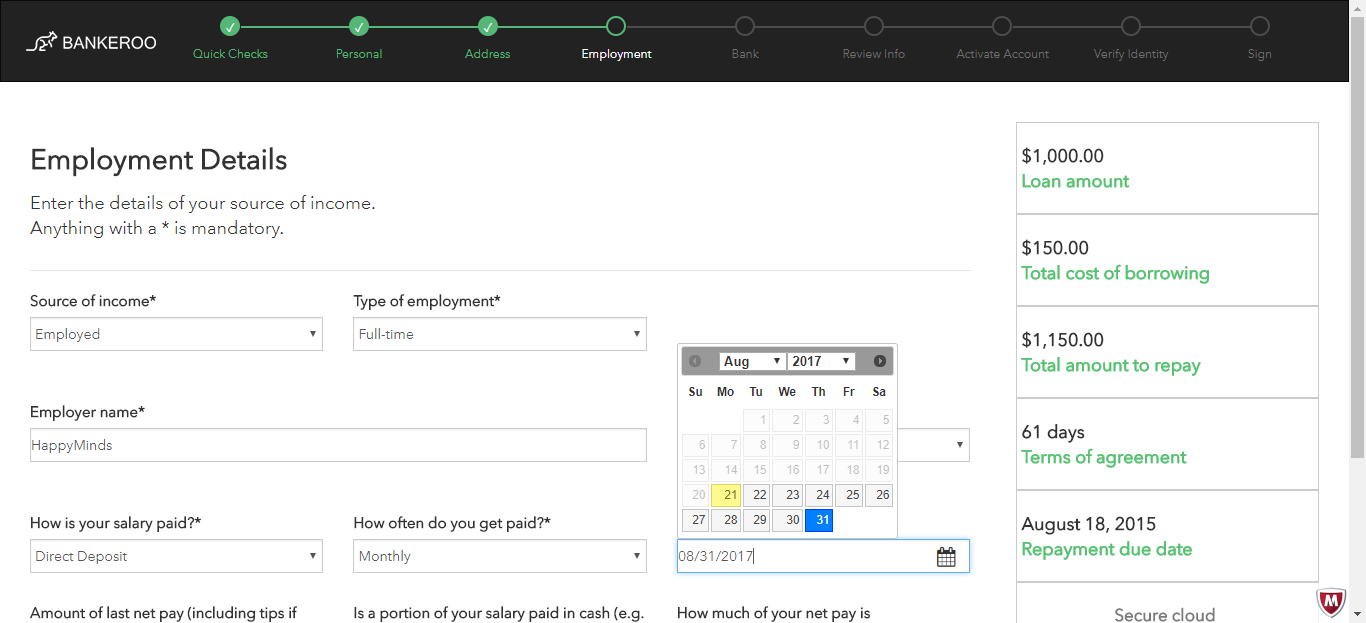 BANKEROO
Quick Checks
Personal
Address
Employment
Bank
Review Info
Activate Account
Verify Identity
Sign
Employment Details
Enter the details of your source of income.
Anything with a * is mandatory.
Source of income*
Type of employment*
Employed
Full-time
Employer name*
HappyMinds
Aug 2017
Su Mo Tu We Th Fr Sa
1 2 3 4 5
6 7 8 9 10 11 12
13 14 15 16 17 18 19
20 21 22 23 24 25 26
27 28 29 30 31
How is your salary paid?*
How often do you get paid?*
Direct Deposit
Monthly
08/31/2017
Amount of last net pay (including tips if
Is a portion of your salary paid in cash (e.g.
How much of your net pay is
$1,000.00
Loan amount
$150.00
Total cost of borrowing
$1,150.00
Total amount to repay
61 days
Terms of agreement
August 18, 2015
Repayment due date
Secure cloud
M